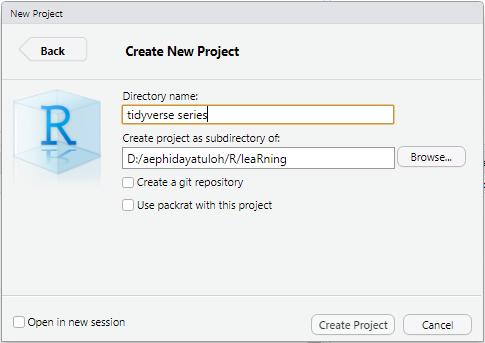 New Project
Back
Create New Project
Directory name:
tidyverse series
R
Create project as subdirectory of:
D:/aephidayatuloh/R/leaRning
Browse...
Create a git repository
Use packrat with this project
Open in new session
Create Project
Cancel